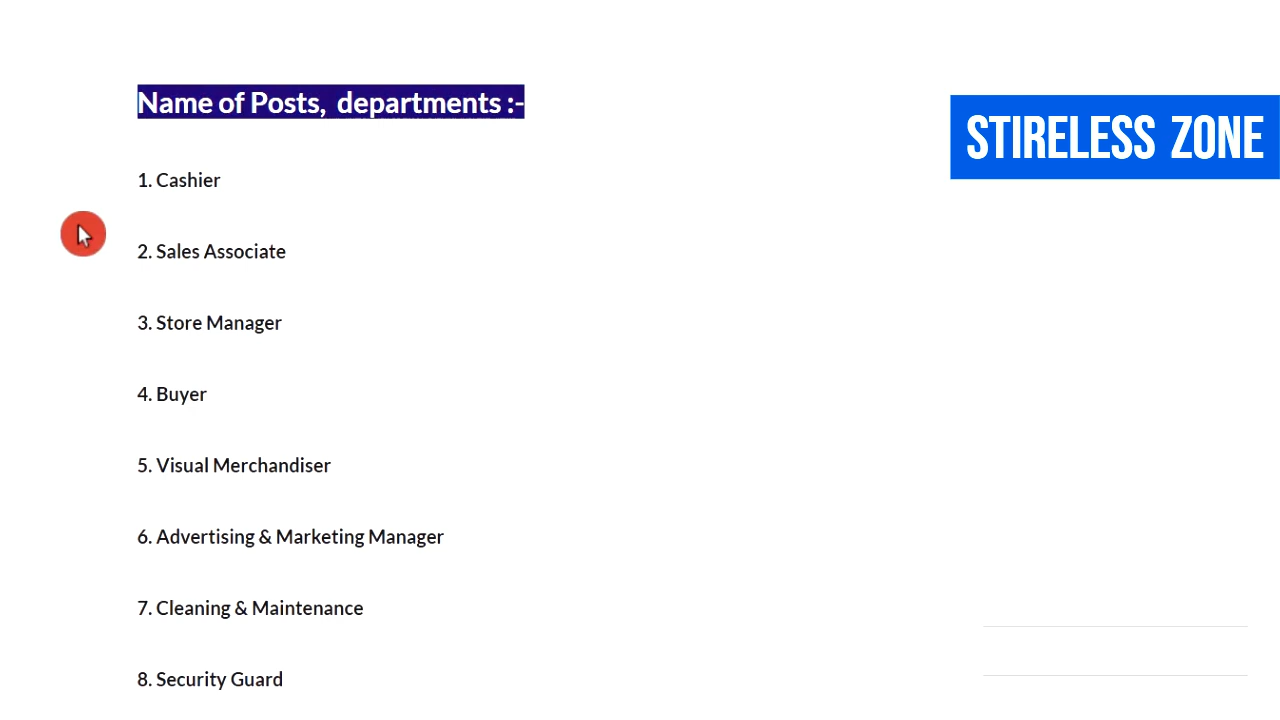 Name of Posts, departments :-
STIRELESS ZONE
1. Cashier
2. Sales Associate
3. Store Manager
4. Buyer
5. Visual Merchandiser
6. Advertising & Marketing Manager
7. Cleaning & Maintenance
8. Security Guard